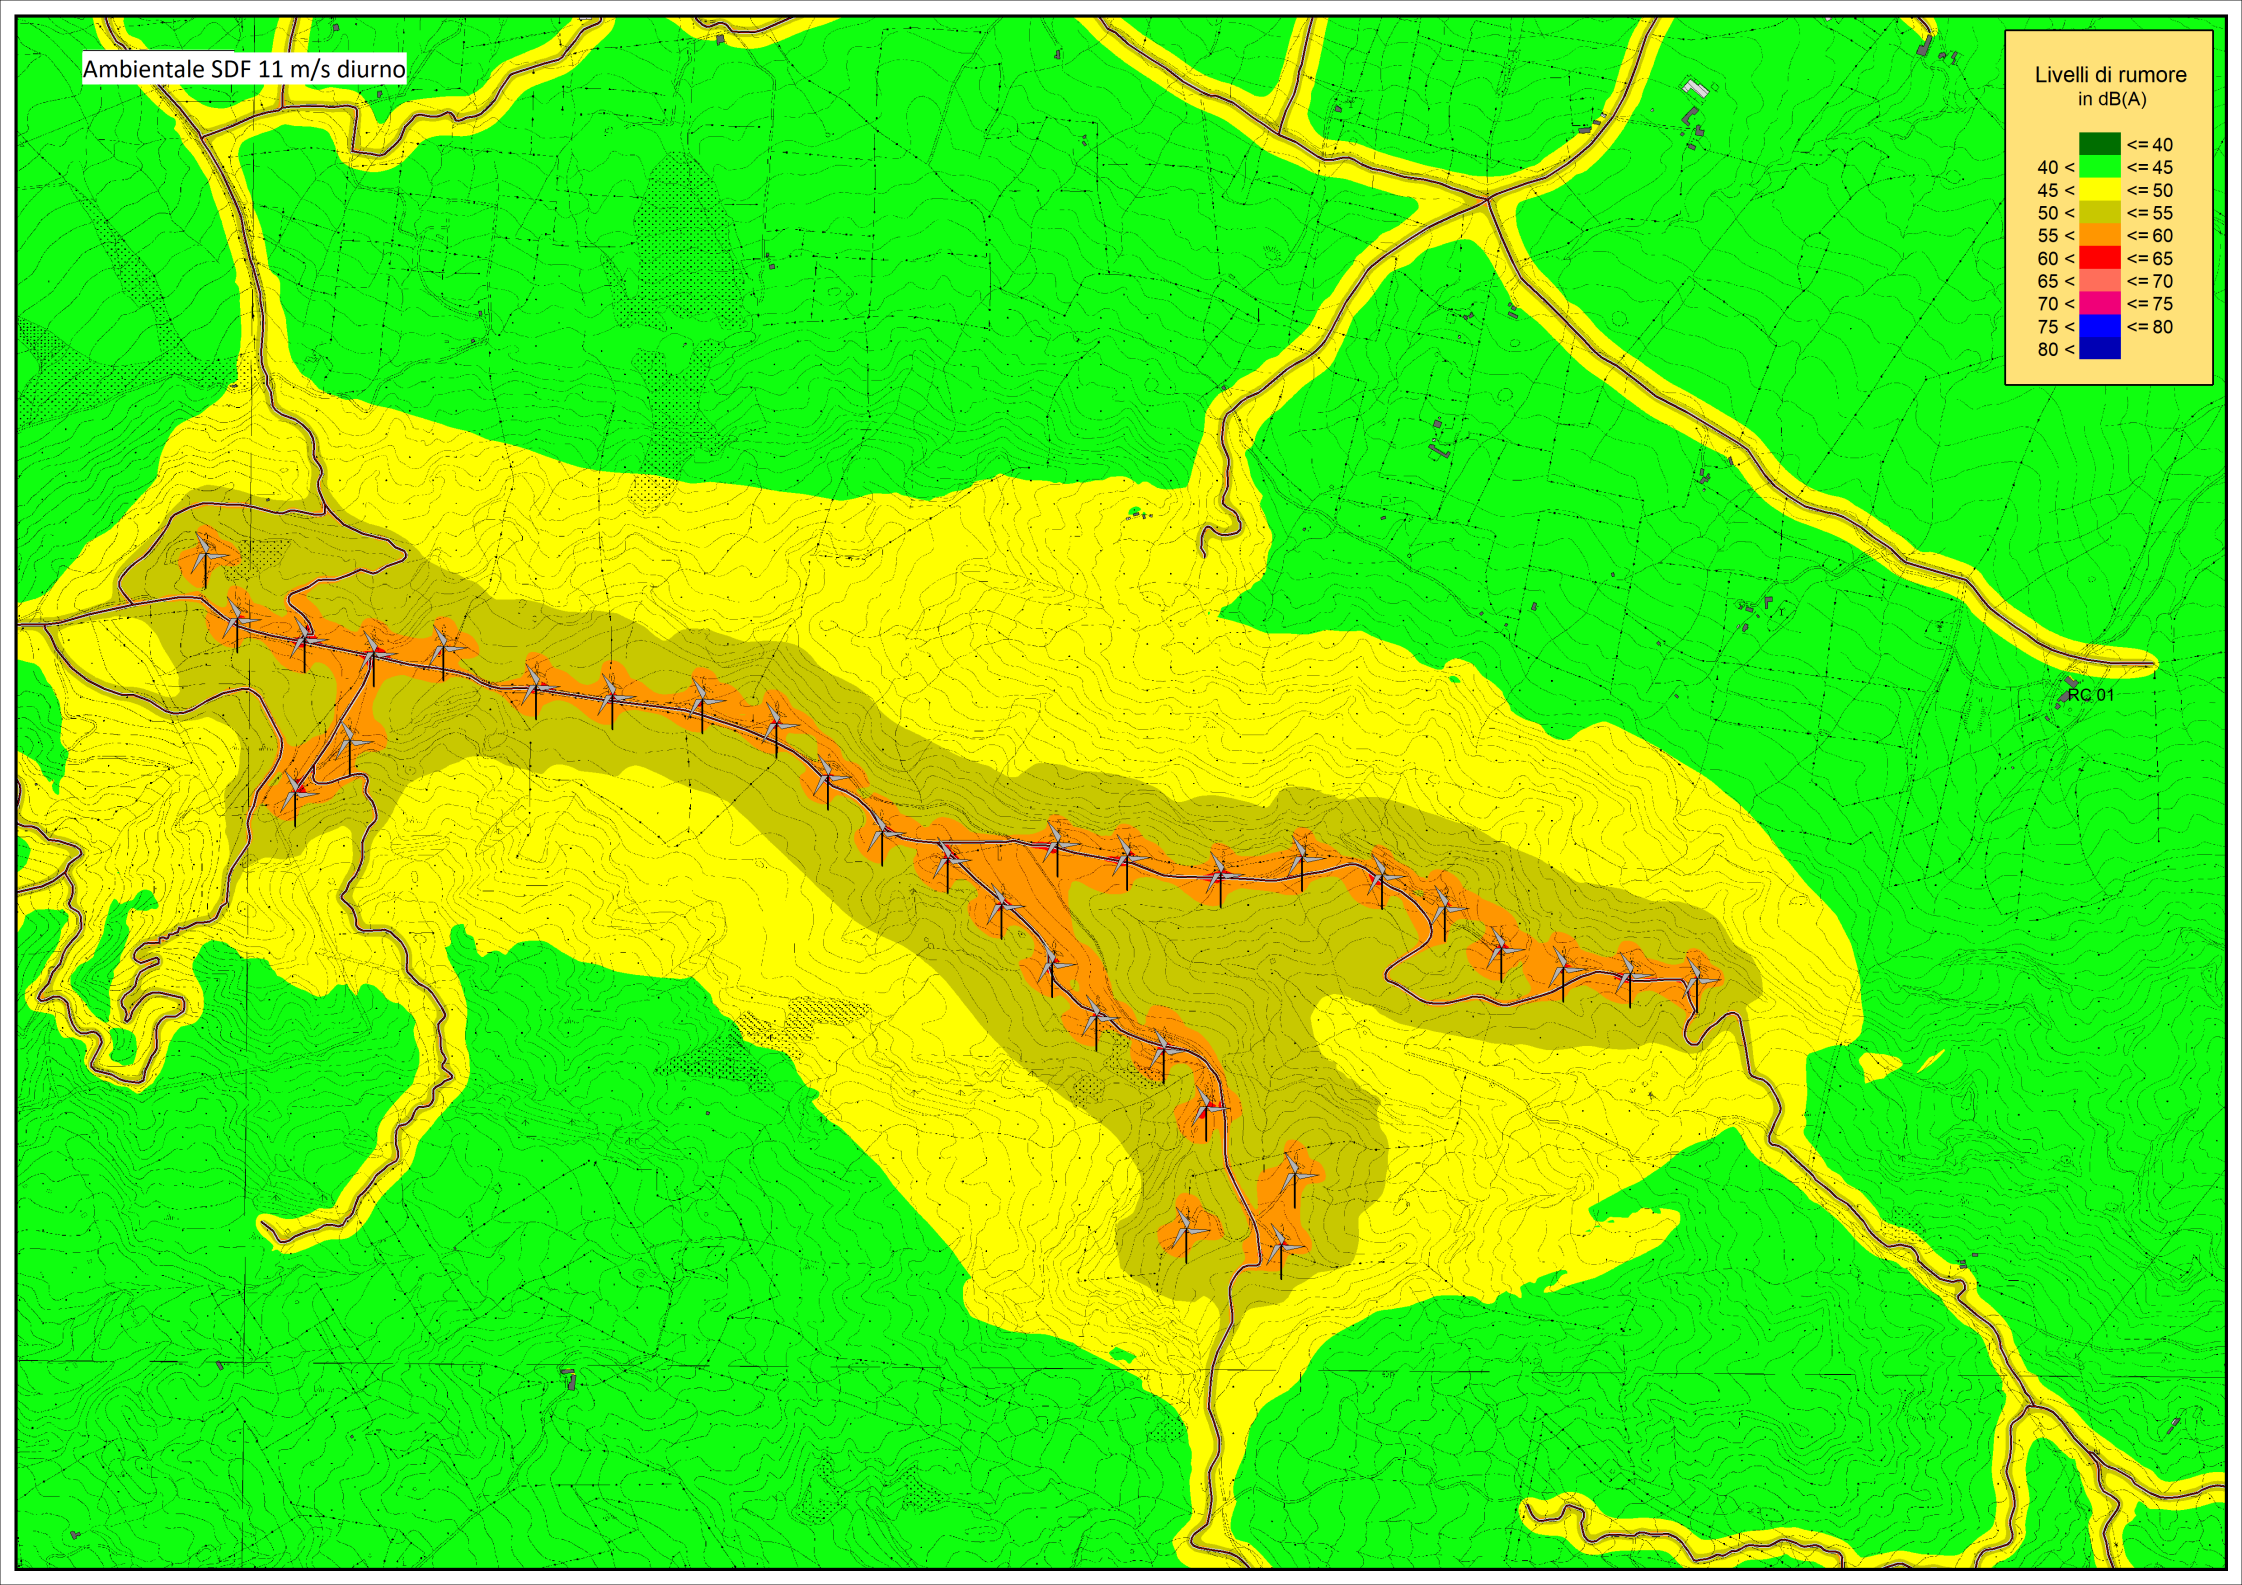 Ambientale SDF 11 m/s diurno
Livelli di rumore
in dB(A)
<= 40
40 < <= 45
45 < <= 50
50 < <= 55
55 < <= 60
60 < <= 65
65 < <= 70
70 < <= 75
75 < <= 80
80 <
RC 01